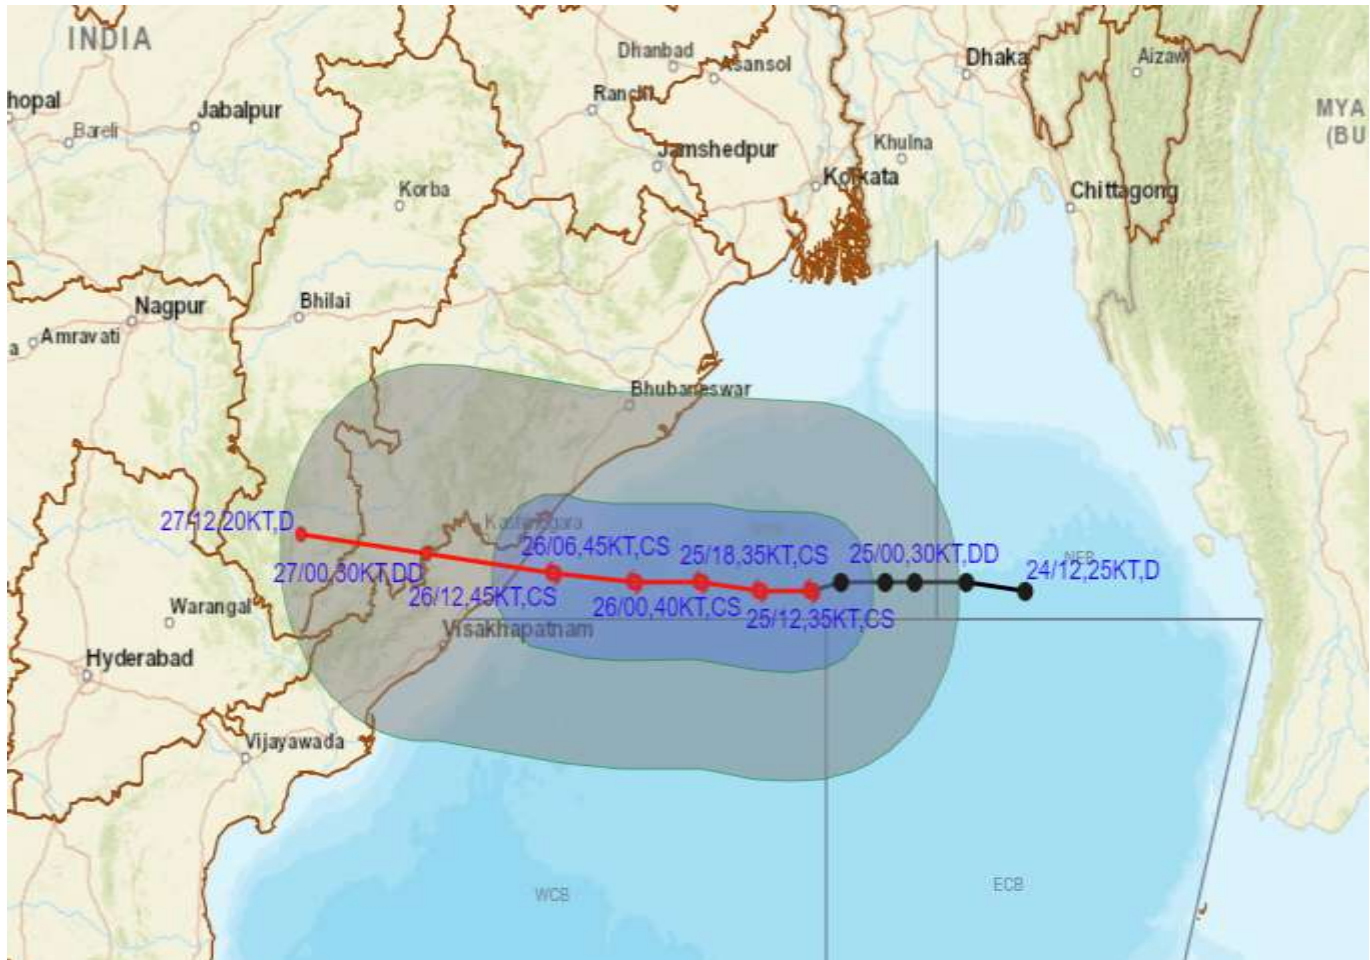 INDIA
Dhanbad
Asansol
Dhaka
Aizawl
hopal
Jabalpur
Ranchi
MYA
(BU
Bareli
Khulna
Jamshedpur
Korba
Kolkata
Chittagong
Nagpur
Bhilai
Amravati
a
Bhubaneswar
27/12,20KT,D
26/06,45KT,CS
25/18,35KT,CS
25/00,30KT,DD
24/12,25KT,D
27/00,30KT,DD
26/12,45KT,CS
26/00,40KT,CS
25/12,35KT,CS
Warangal
Visakhapatnam
Hyderabad
Vijayawada
WCB
ECB